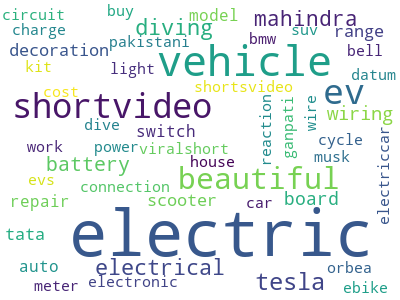 circuit buy model mahindra
charge diving bmw suv range
decoration pakistani bell
kit light vehicle datum
cost shortsvideo ev
shortvideo wire wiring
dive switch reaction ganpati cycle
work power viralshort house musk
battery beautiful electriccar
evs connection
repair scooter car board
tata electric orbea
auto electrical tesla
meter electronic ebike